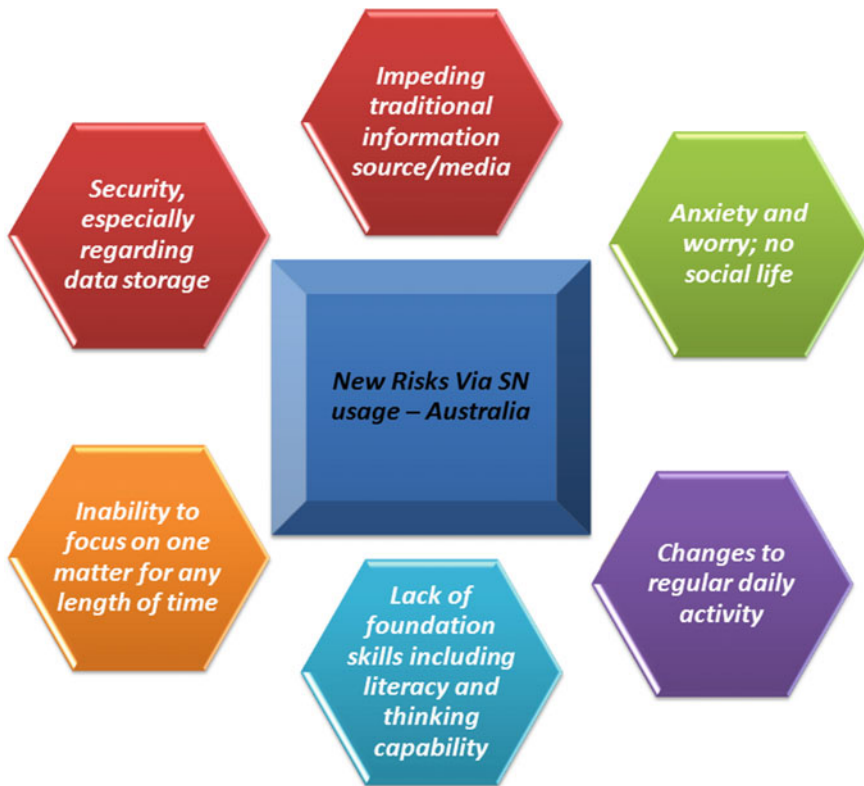 Impeding
traditional
information
source/media
Security,
especially
regarding
data storage
Anxiety and
worry; no
social life
New Risks Via SN
usage – Australia
Inability to
focus on one
matter for any
length of time
Changes to
regular daily
activity
Lack of
foundation
skills including
literacy and
thinking
capability